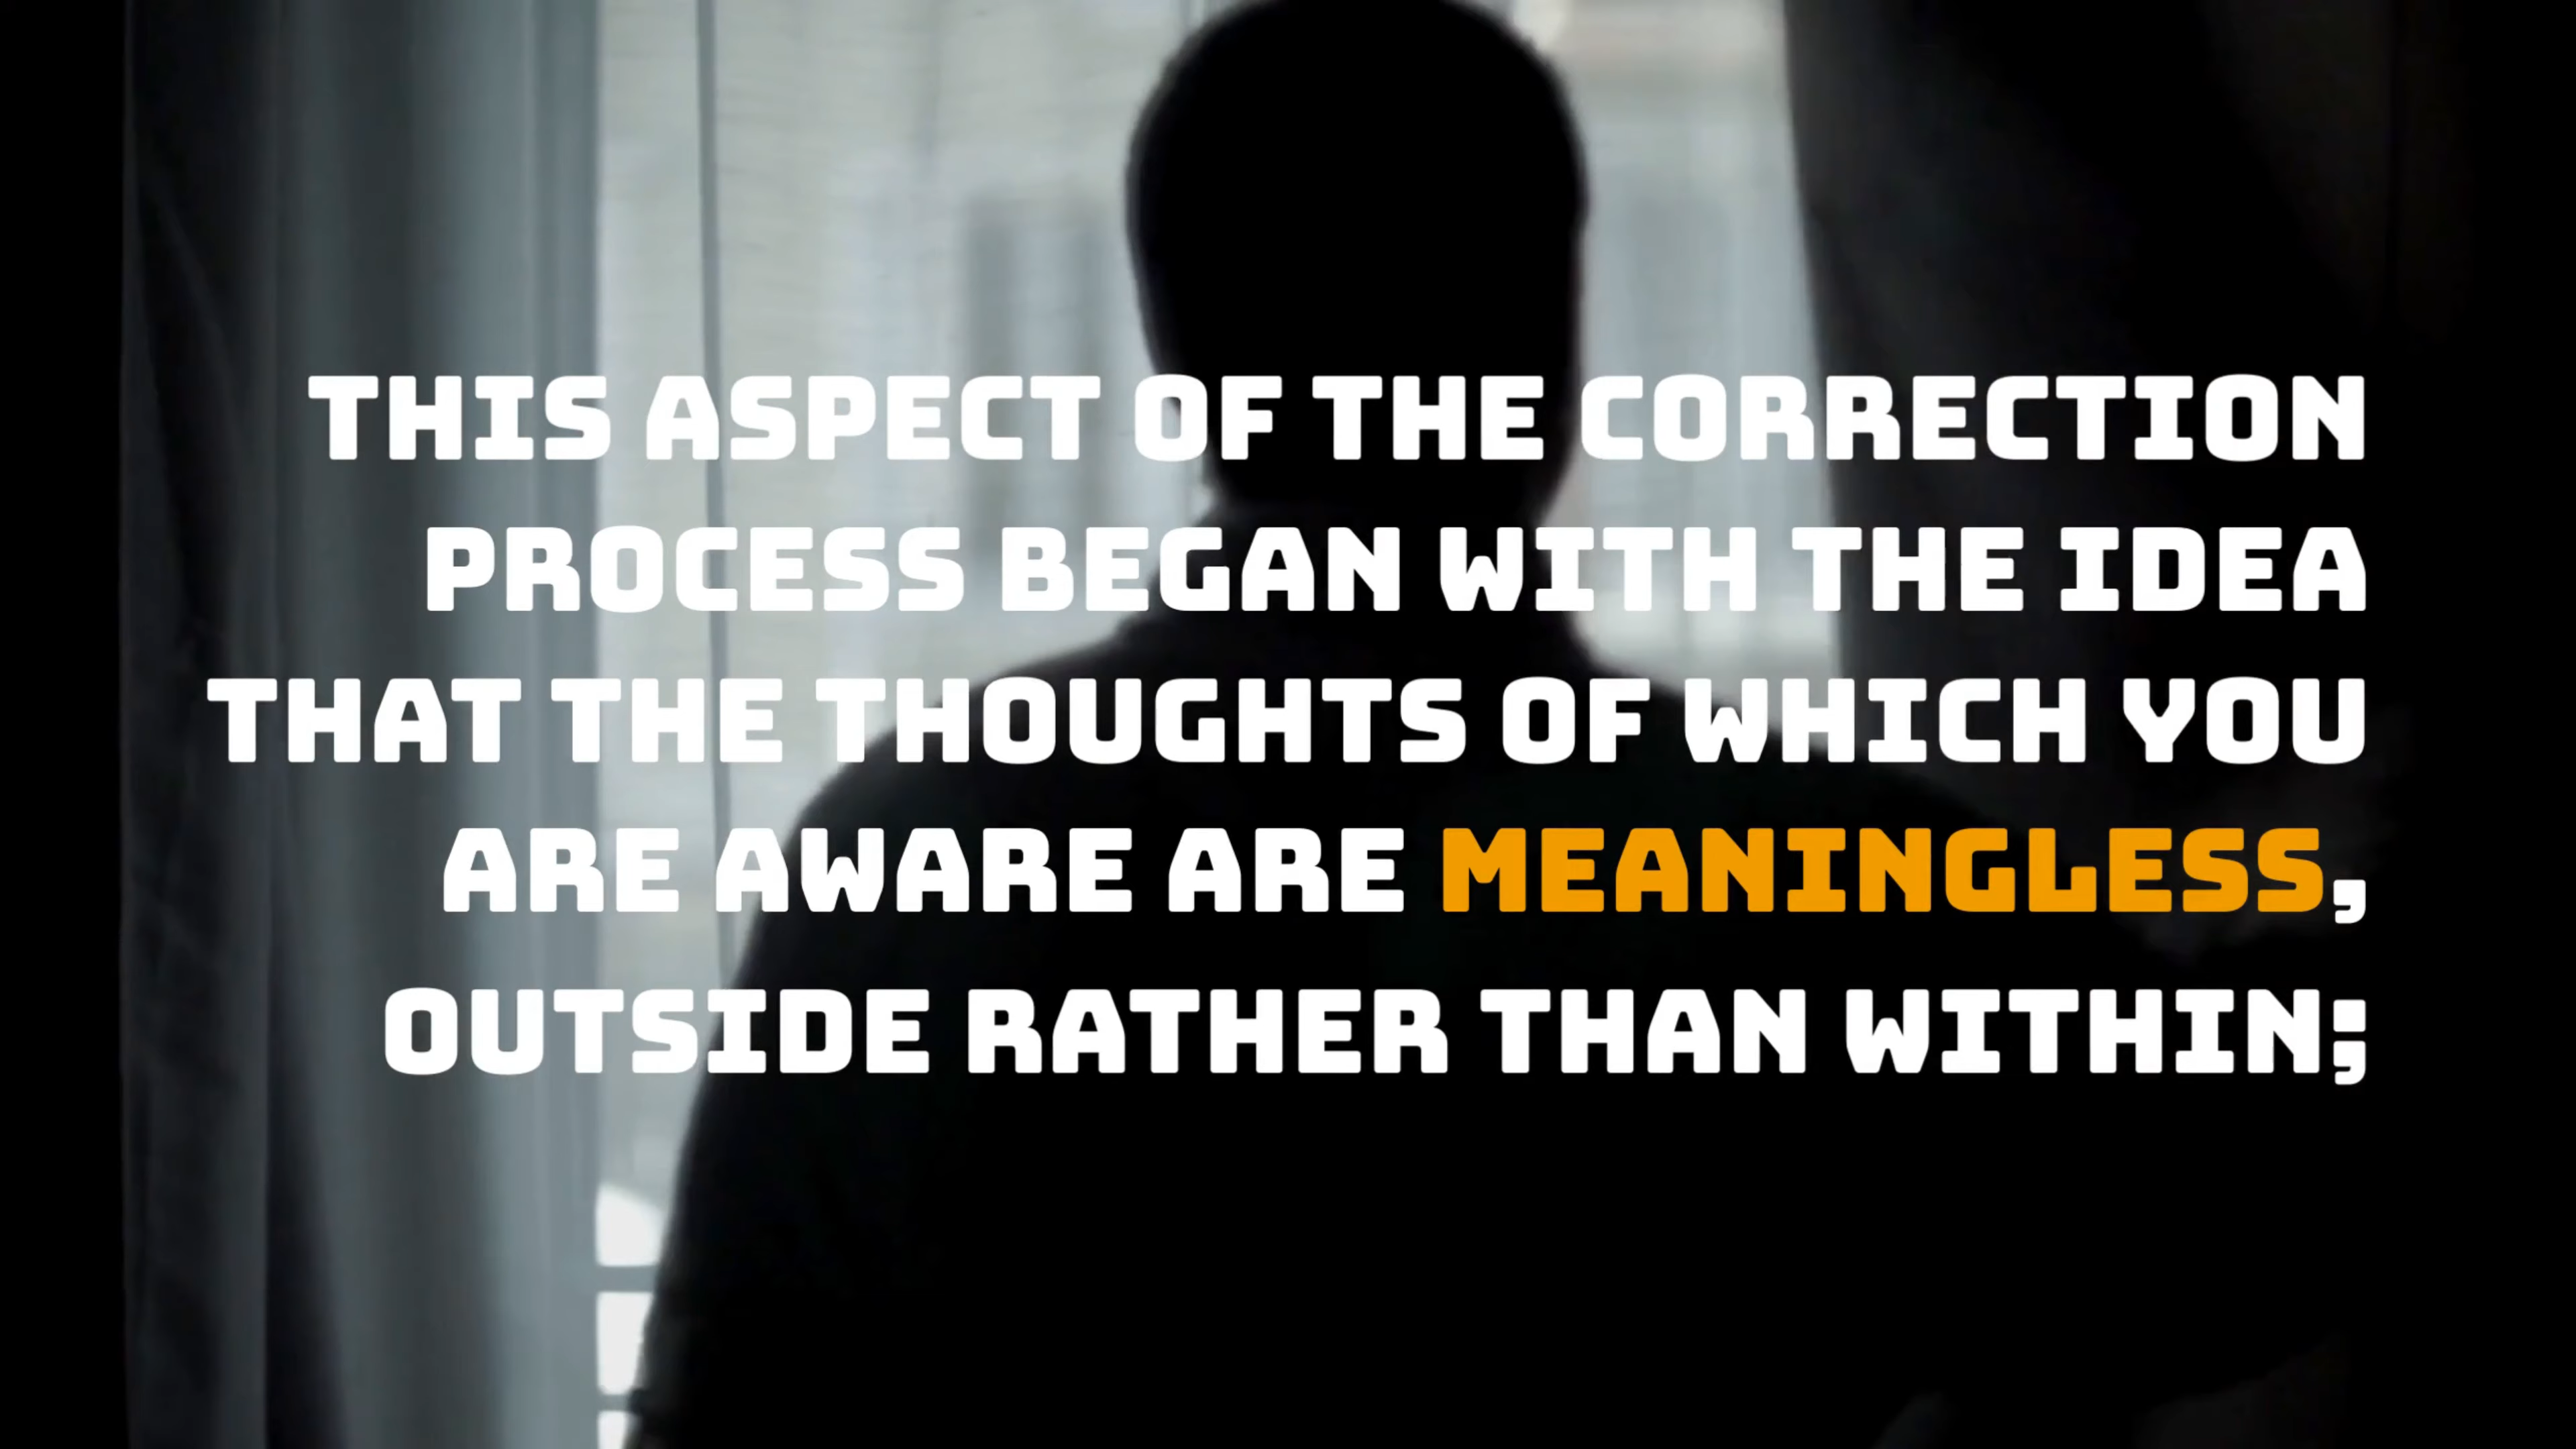 THIS ASPECT OF THE CORRECTION
PROCESS BEGAN WITH THE IDEA
THAT THE THOUGHTS OF WHICH YOU
ARE AWARE ARE MEANINGLESS,
OUTSIDE RATHER THAN WITHIN;